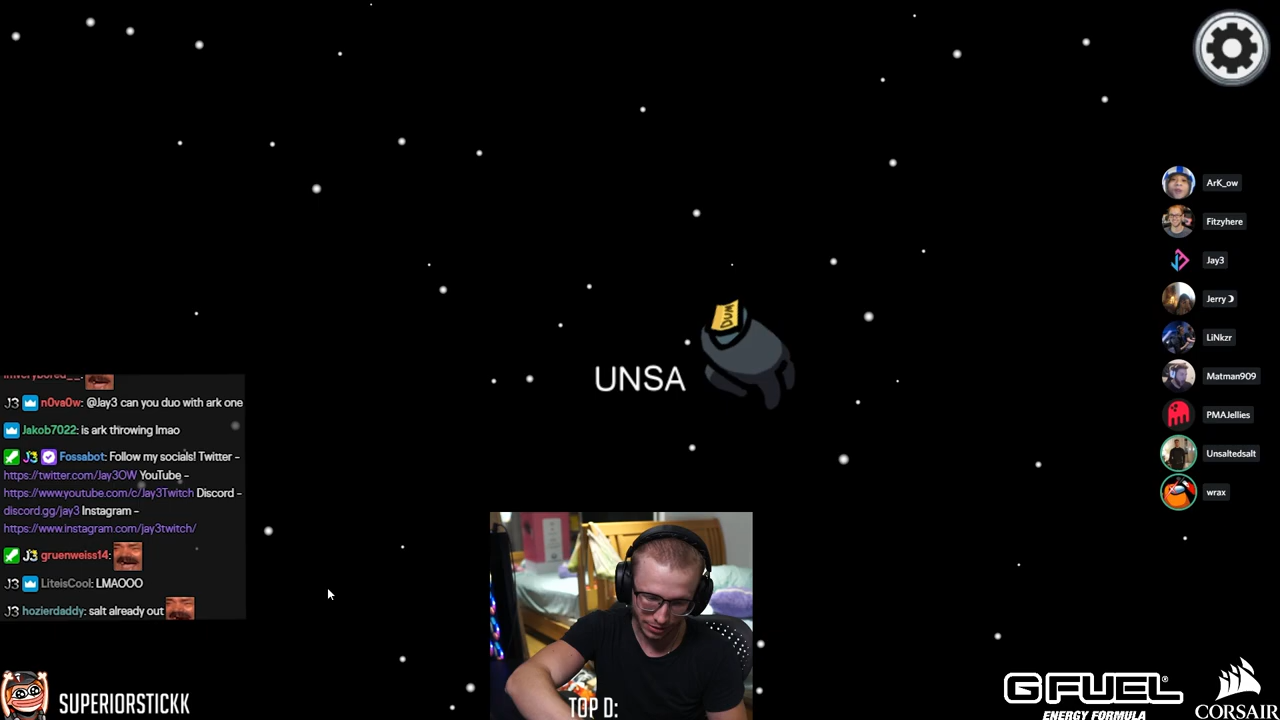 ArK_ow
Fitzyhere
Jay3
Jerry
LiNkzr
Matman909
PMAJellies
Unsaltedsalt
wrax
DUM
UNSA
n0va0w: @Jay3 can you duo with ark one
Jakob7022: is ark throwing lmao
Fossabot: Follow my socials! Twitter -
https://twitter.com/Jay3OW YouTube -
https://www.youtube.com/c/Jay3Twitch Discord -
discord.gg/jay3 Instagram -
https://www.instagram.com/jay3twitch/
gruenweiss14:
J3 LiteisCool: LMAOOO
J3 hozierdaddy: salt already out
SUPERIORSTICKK
TOP D:
G FUEL
ENERGY FORMULA
CORSAIR